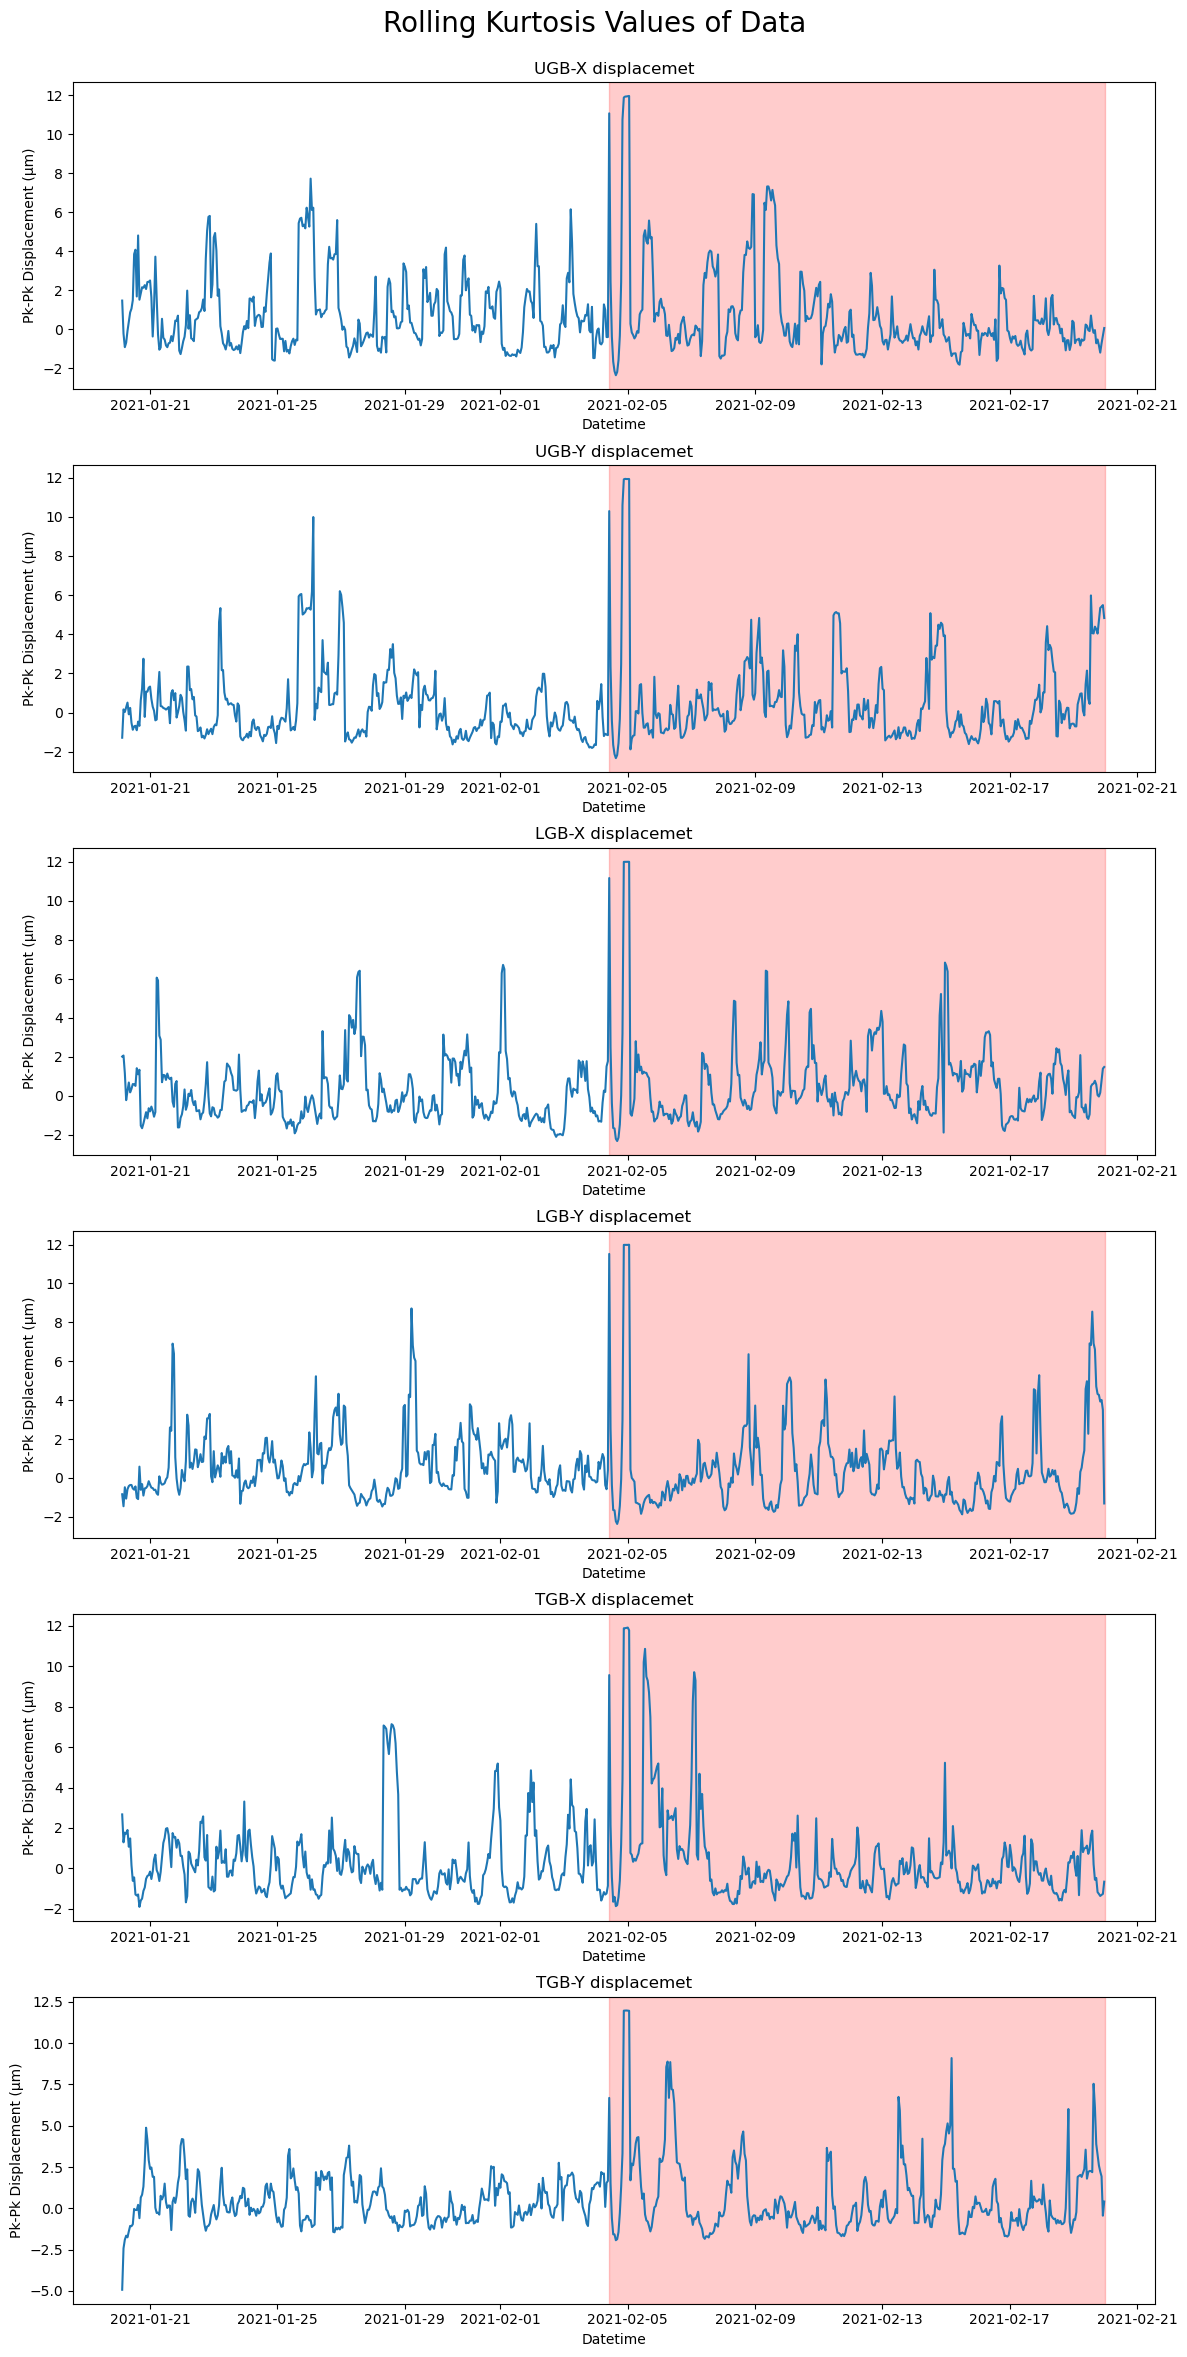 Rolling Kurtosis Values of Data
UGB-X displacemet
12
10
8
6
4
2
0
−2
Pk-Pk Displacement (μm)
2021-01-21 2021-01-25 2021-01-29 2021-02-01 2021-02-05 2021-02-09 2021-02-13 2021-02-17 2021-02-21
Datetime
UGB-Y displacemet
12
10
8
6
4
2
0
−2
Pk-Pk Displacement (μm)
2021-01-21 2021-01-25 2021-01-29 2021-02-01 2021-02-05 2021-02-09 2021-02-13 2021-02-17 2021-02-21
Datetime
LGB-X displacemet
12
10
8
6
4
2
0
−2
Pk-Pk Displacement (μm)
2021-01-21 2021-01-25 2021-01-29 2021-02-01 2021-02-05 2021-02-09 2021-02-13 2021-02-17 2021-02-21
Datetime
LGB-Y displacemet
12
10
8
6
4
2
0
−2
Pk-Pk Displacement (μm)
2021-01-21 2021-01-25 2021-01-29 2021-02-01 2021-02-05 2021-02-09 2021-02-13 2021-02-17 2021-02-21
Datetime
TGB-X displacemet
12
10
8
6
4
2
0
−2
Pk-Pk Displacement (μm)
2021-01-21 2021-01-25 2021-01-29 2021-02-01 2021-02-05 2021-02-09 2021-02-13 2021-02-17 2021-02-21
Datetime
TGB-Y displacemet
12.5
10.0
7.5
5.0
2.5
0.0
−2.5
−5.0
Pk-Pk Displacement (μm)
2021-01-21 2021-01-25 2021-01-29 2021-02-01 2021-02-05 2021-02-09 2021-02-13 2021-02-17 2021-02-21
Datetime